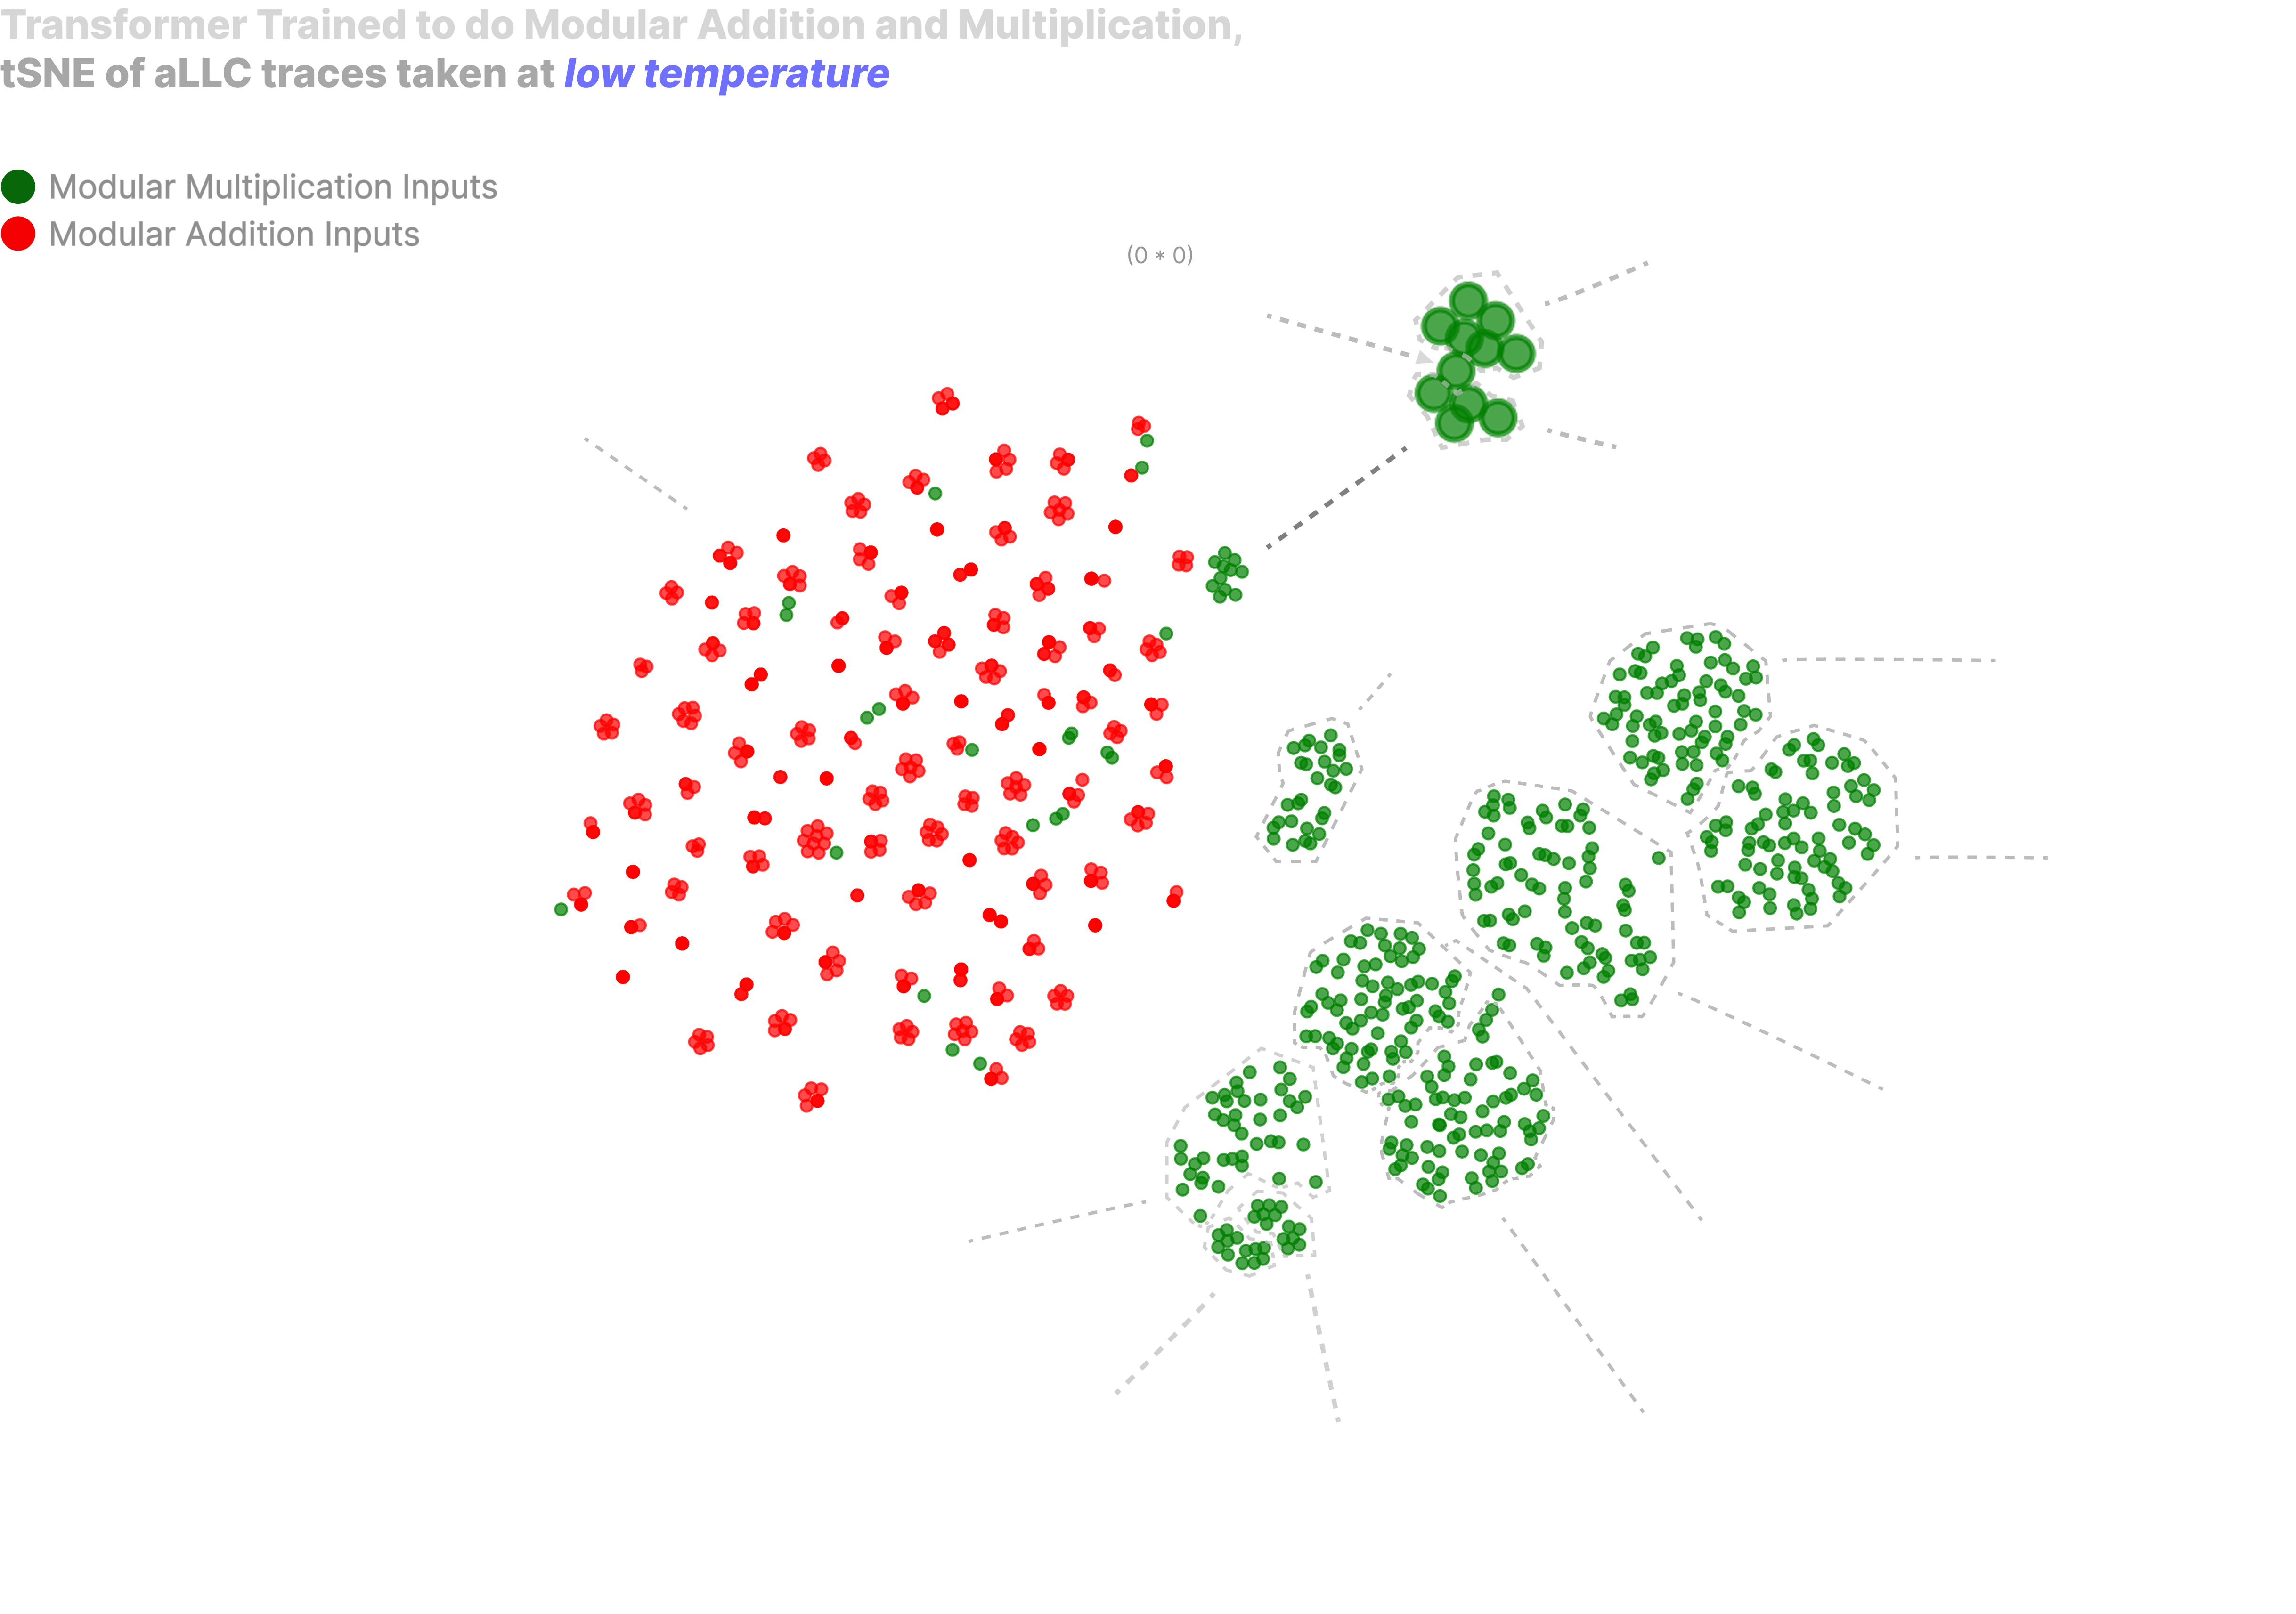 Transformer Trained to do Modular Addition and Multiplication,
tSNE of aLLC traces taken at low temperature
Modular Multiplication Inputs
Modular Addition Inputs
(0 * 0)